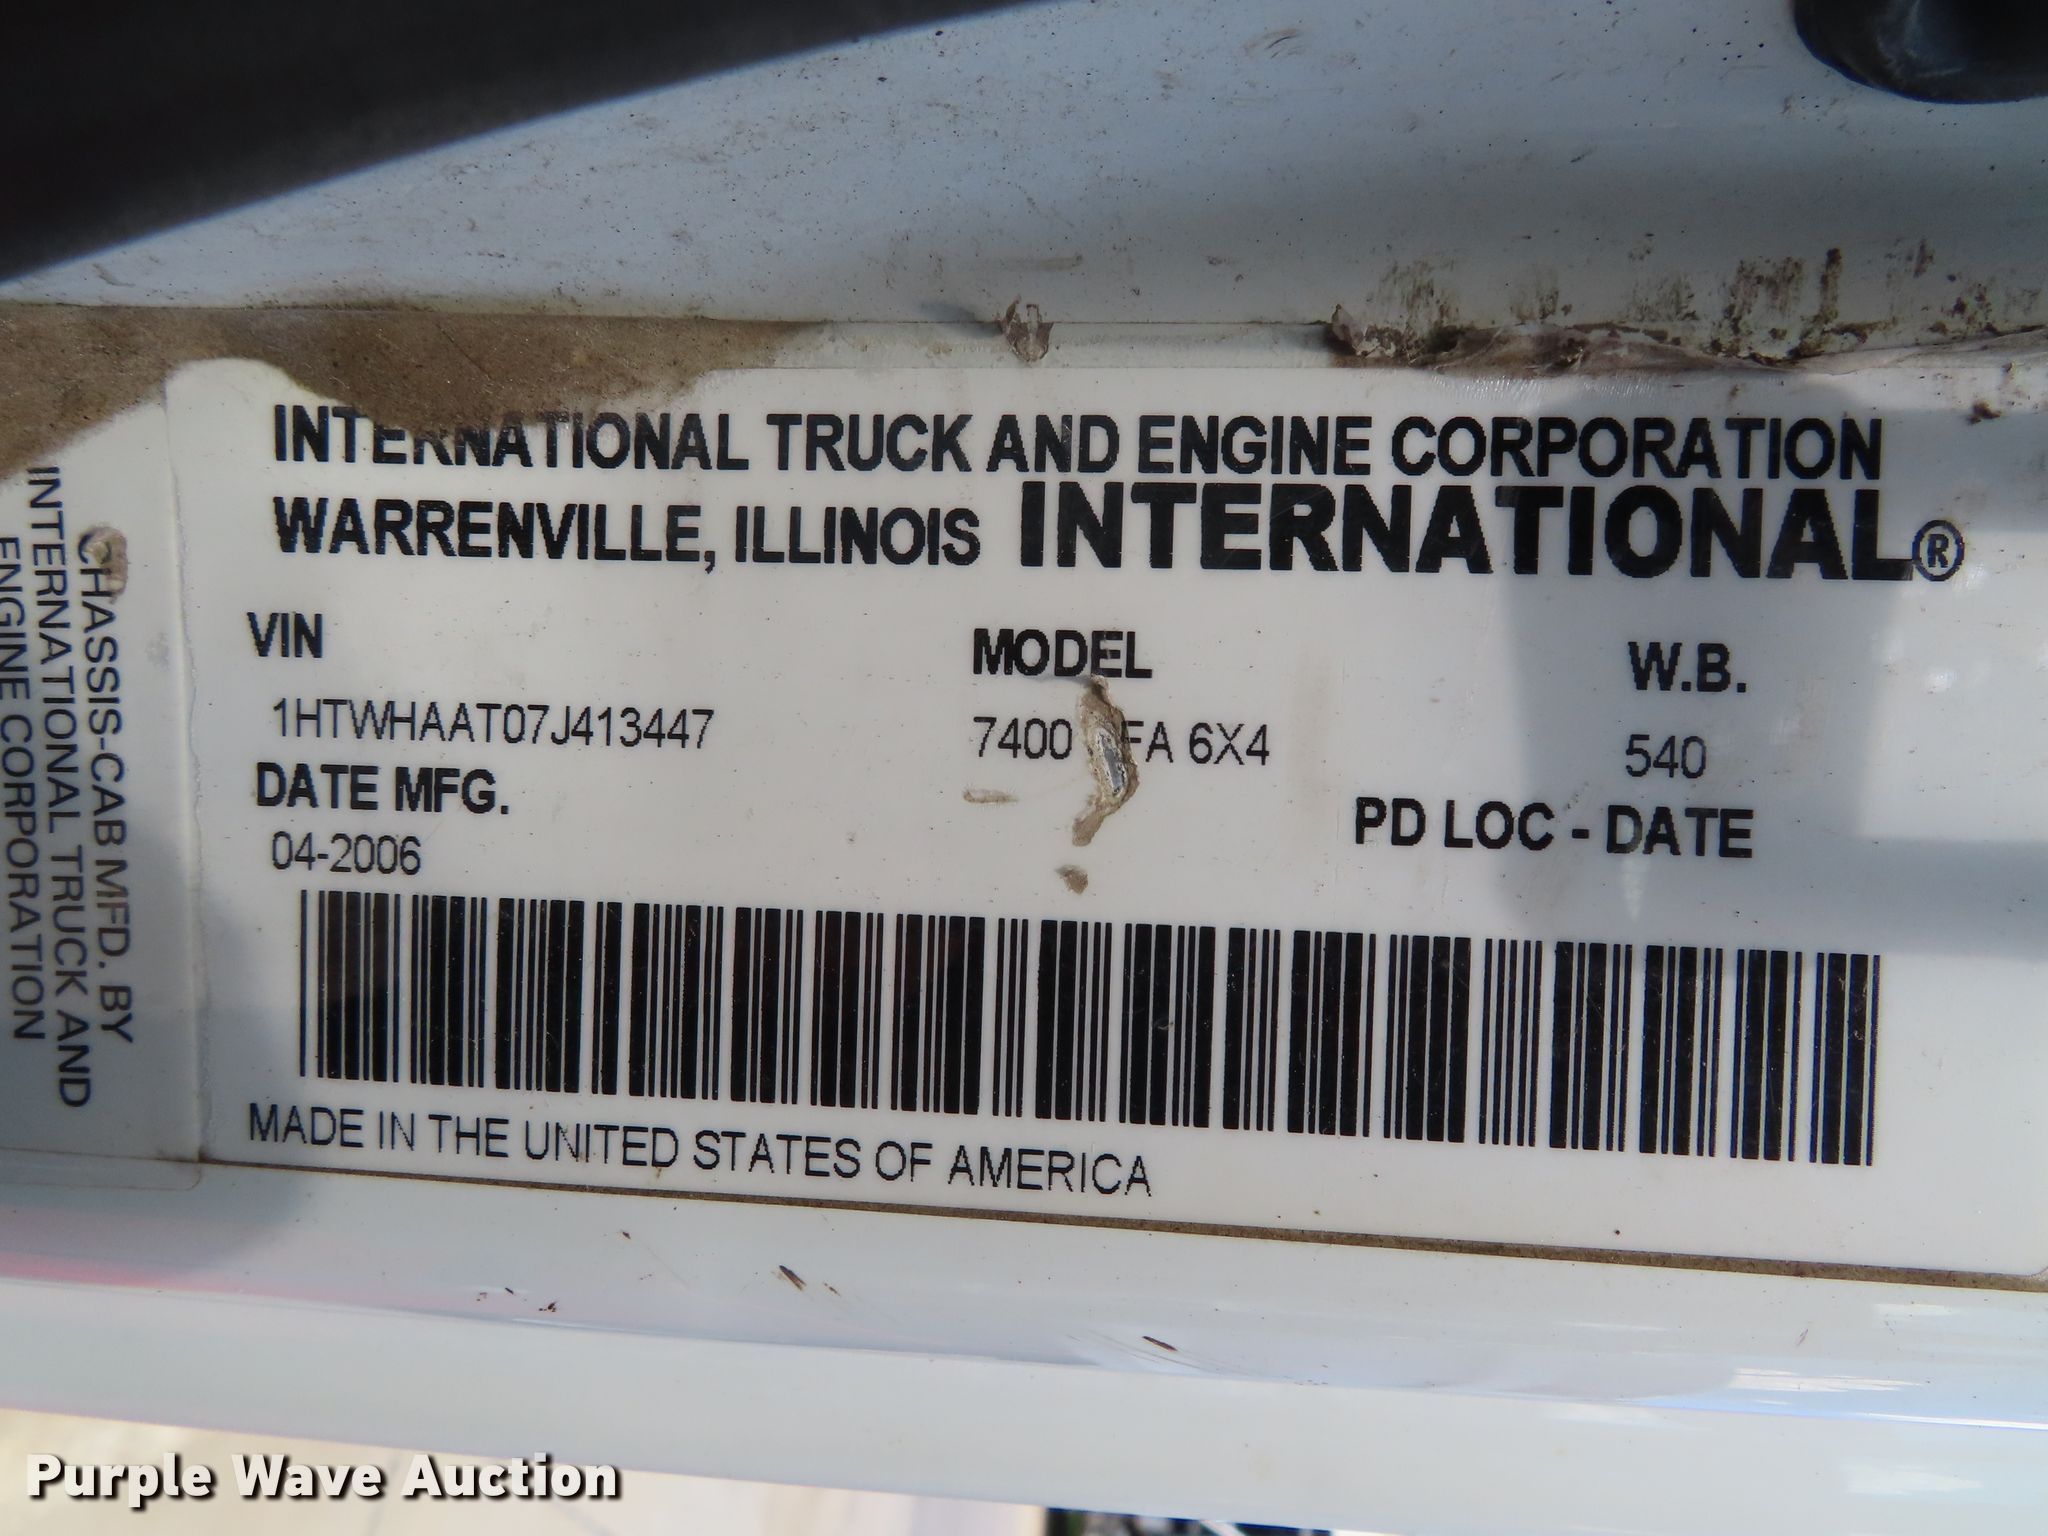 INTERNATIONAL TRUCK AND ENGINE CORPORATION
WARRENVILLE, ILLINOIS INTERNATIONAL®
VIN MODEL W.B.
1HTWHAAT07J413447 7400 FA 6X4 540
DATE MFG. PD LOC - DATE
04-2006
MADE IN THE UNITED STATES OF AMERICA
CHASSIS-CAB MFD. BY
INTERNATIONAL TRUCK AND
ENGINE CORPORATION
Purple Wave Auction